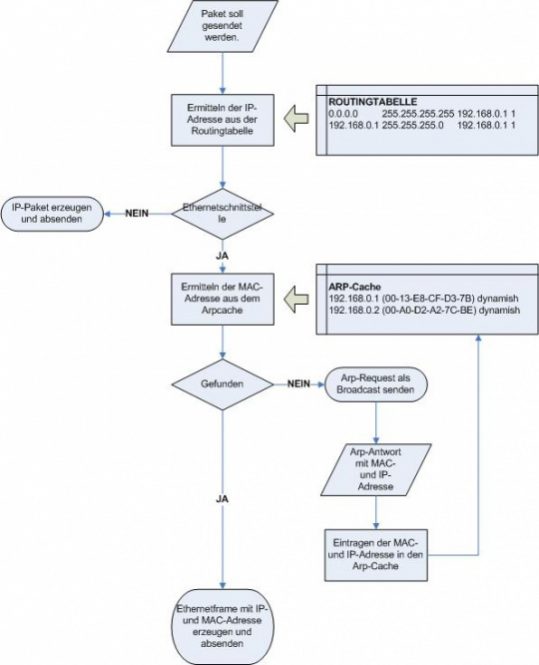 Paket soll
gesendet
werden.
Ermitteln der IP-
Adresse aus der
Routingtabelle
ROUTINGTABELLE
0.0.0.0 255.255.255.255 192.168.0.1 1
192.168.0.1 255.255.255.0 192.168.0.1 1
IP-Paket erzeugen
und absenden
NEIN
Ethernetschnittstel
le
JA
Ermitteln der MAC-
Adresse aus dem
Arpcache
ARP-Cache
192.168.0.1 (00-13-E8-CF-D3-7B) dynamish
192.168.0.2 (00-A0-D2-A2-7C-BE) dynamish
Gefunden
NEIN
Arp-Request als
Broadcast senden
Arp-Antwort
mit MAC-
und IP-
Adresse
JA
Eintragen der MAC-
und IP-Adresse in den
Arp-Cache
Ethernetframe mit IP-
und MAC-Adresse
erzeugen und
absenden